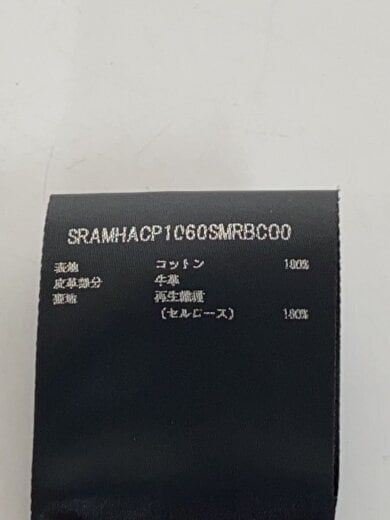 SRAMHACP1060SMRBC00
表地 コットン 100%
皮革部分 牛革
裏地 再生繊維
(セルロース) 100%